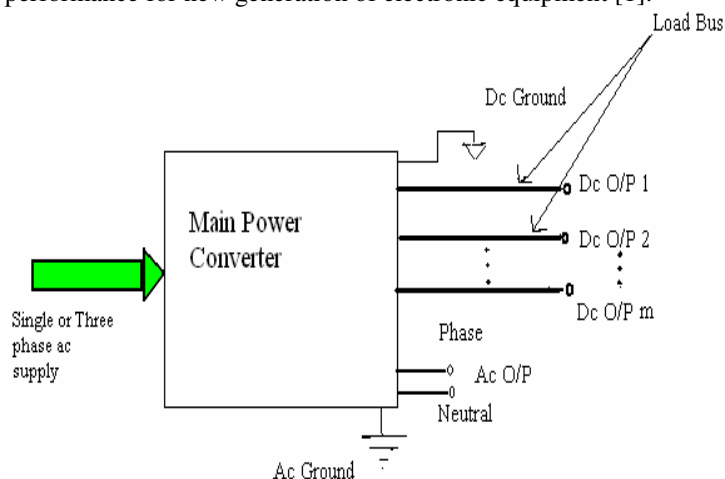 performance for new generation of electronic equipment [1].
Load Bus
Dc Ground
Dc O/P 1
Main Power
Converter
Dc O/P 2
Dc O/P m
Single or Three
phase ac
supply
Phase
Ac O/P
Neutral
Ac Ground